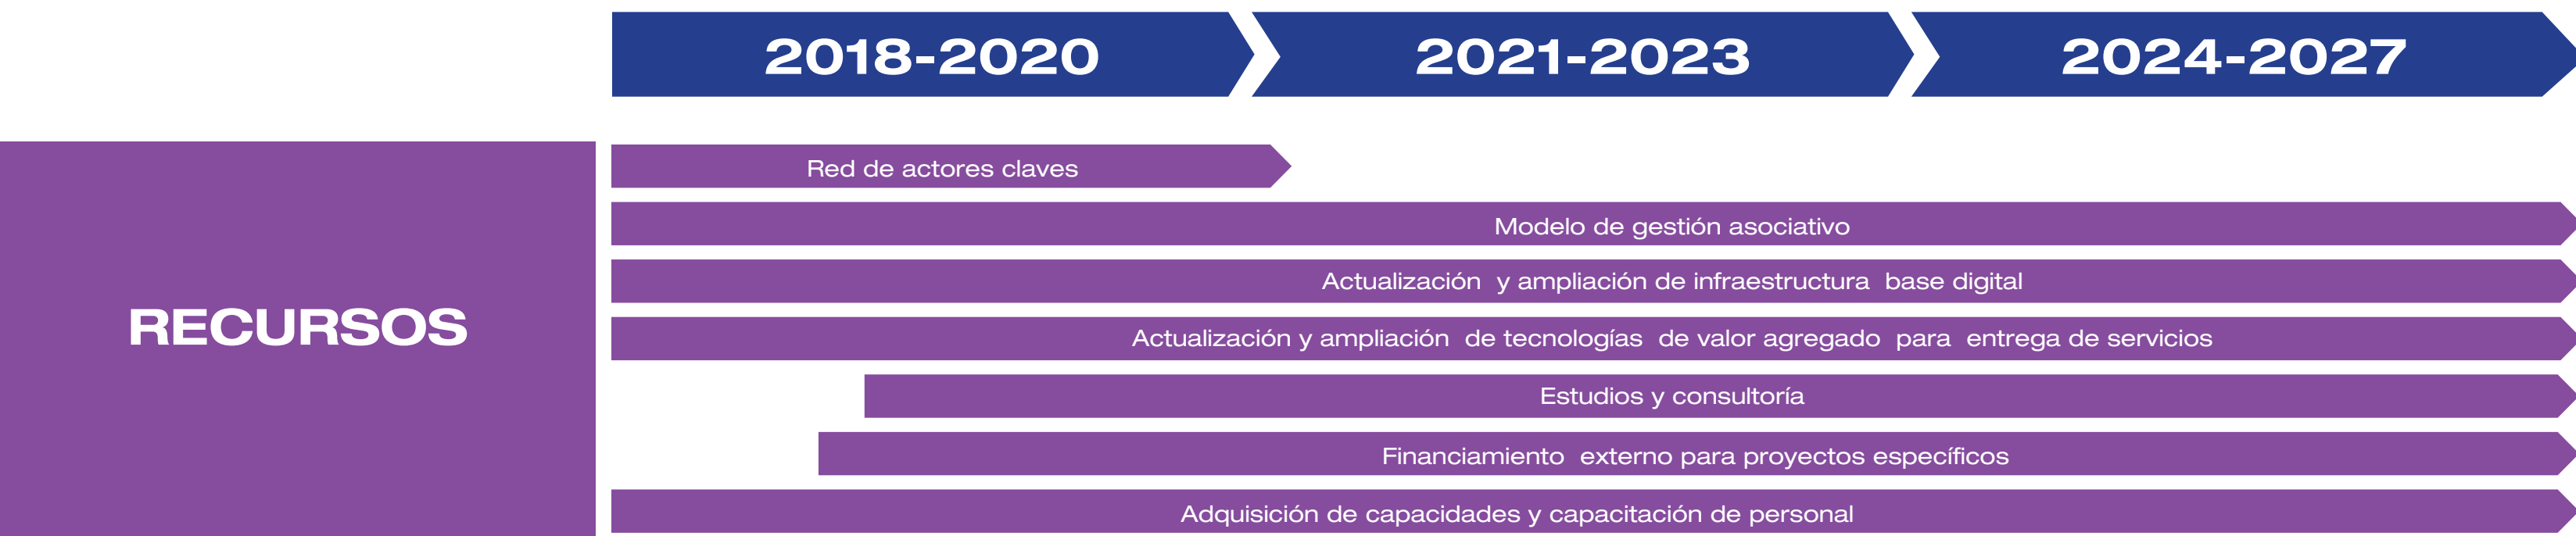 2018-2020
2021-2023
2024-2027
RECURSOS
Red de actores claves
Modelo de gestión asociativo
Actualización y ampliación de infraestructura base digital
Actualización y ampliación de tecnologías de valor agregado para entrega de servicios
Estudios y consultoría
Financiamiento externo para proyectos específicos
Adquisición de capacidades y capacitación de personal